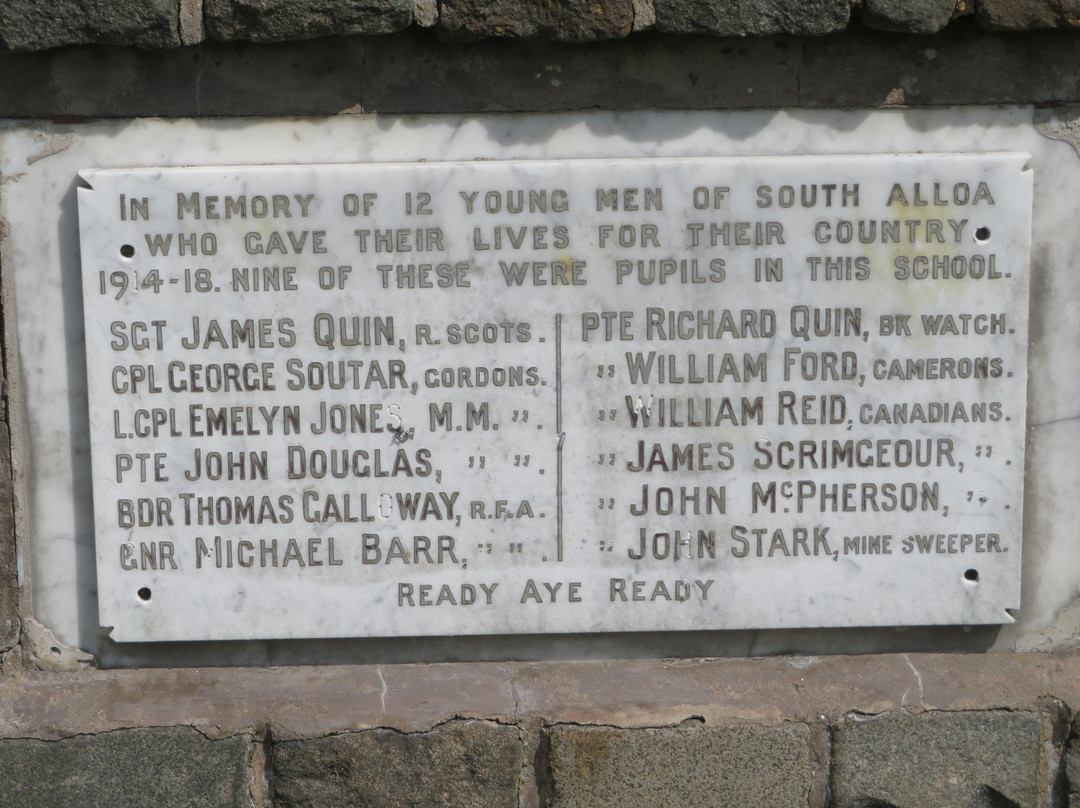 IN MEMORY OF 12 YOUNG MEN OF SOUTH ALLOA
WHO GAVE THEIR LIVES FOR THEIR COUNTRY
1914-18. NINE OF THESE WERE PUPILS IN THIS SCHOOL.
SGT JAMES QUIN, R. SCOTS.
CPL GEORGE SOUTAR, GORDONS.
L.CPL EMELYN JONES, M.M. " .
PTE JOHN DOUGLAS, " " .
BDR THOMAS GALLOWAY, R.F.A.
GNR MICHAEL BARR, " " .
PTE RICHARD QUIN, BK WATCH.
" WILLIAM FORD, CAMERONS.
" WILLIAM REID, CANADIANS.
" JAMES SCRIMGEOUR, " .
" JOHN McPHERSON, " .
" JOHN STARK, MINE SWEEPER.
READY AYE READY